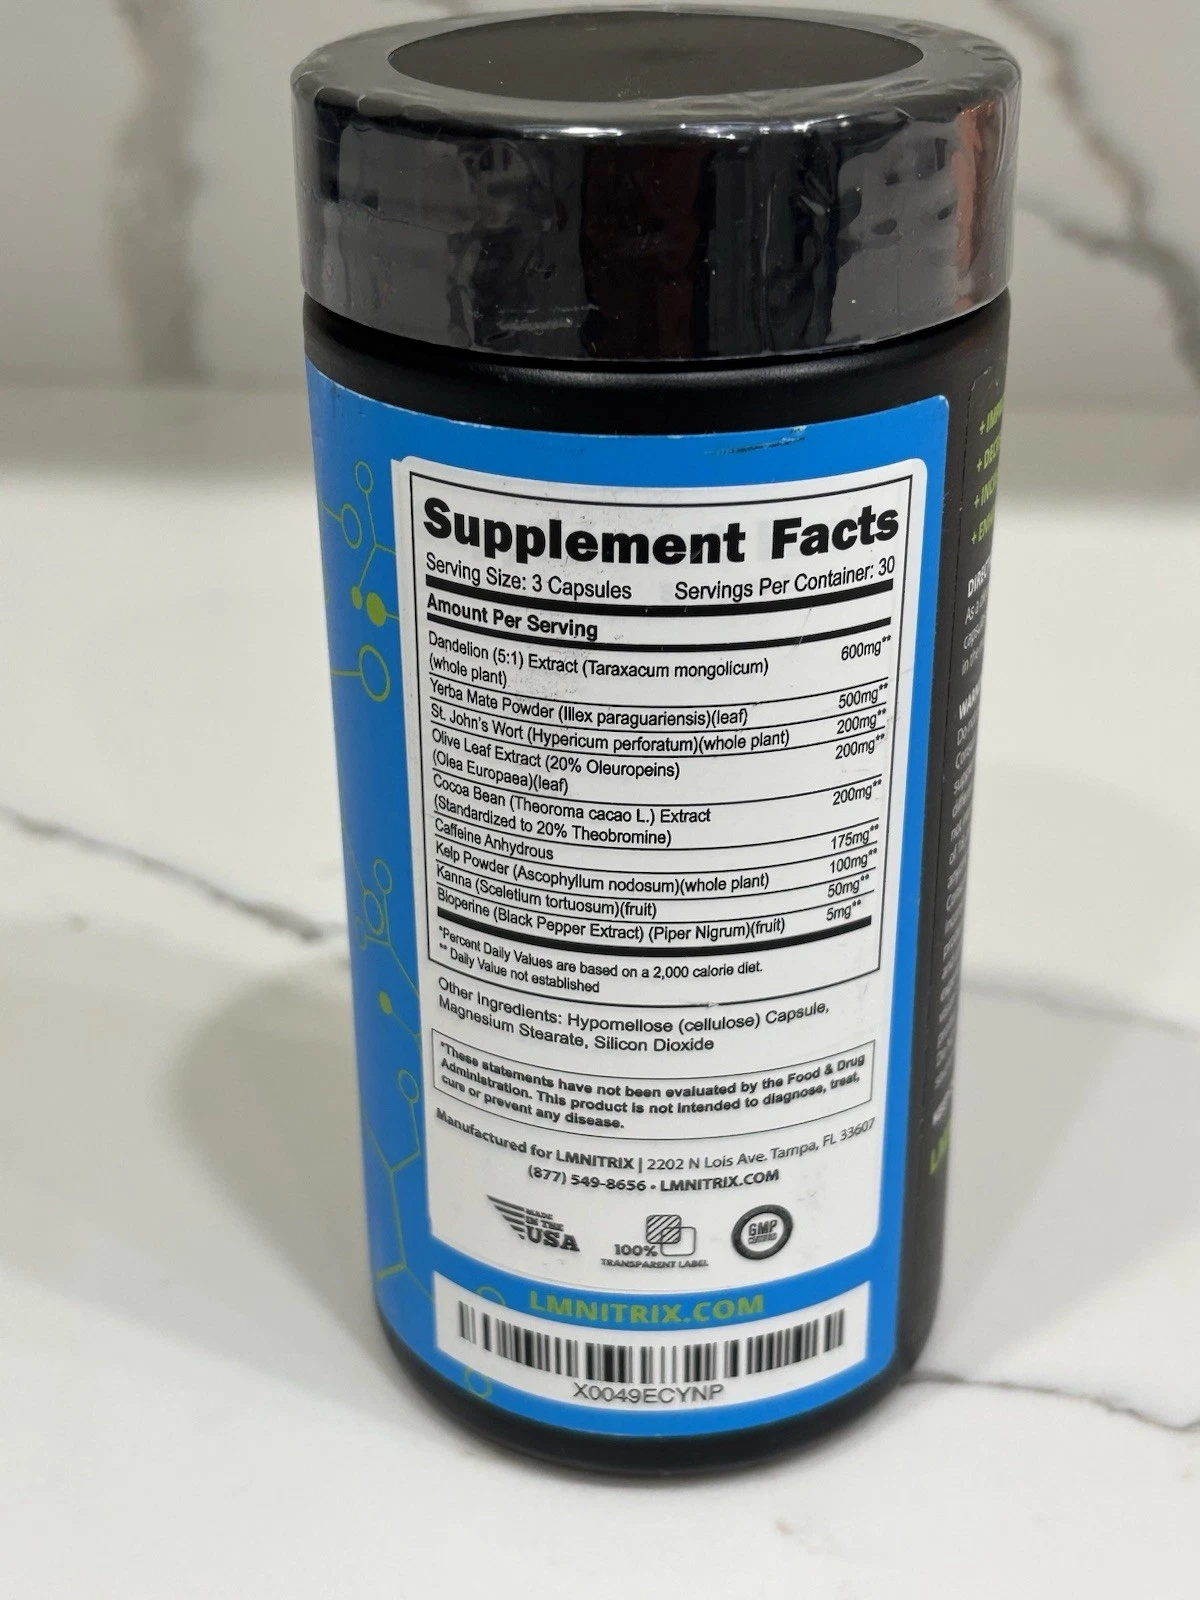 Supplement Facts
Serving Size: 3 Capsules Servings Per Container: 30
Amount Per Serving
Dandelion (5:1) Extract (Taraxacum mongolicum) 600mg**
(whole plant)
Yerba Mate Powder (Illex paraguariensis)(leaf) 500mg**
St. John's Wort (Hypericum perforatum)(whole plant) 200mg**
Olive Leaf Extract (20% Oleuropeins) 200mg**
(Olea Europaea)(leaf)
Cocoa Bean (Theoroma cacao L.) Extract 200mg**
(Standardized to 20% Theobromine)
Caffeine Anhydrous 175mg**
Kelp Powder (Ascophyllum nodosum)(whole plant) 100mg**
Kanna (Sceletium tortuosum)(fruit) 50mg**
Bioperine (Black Pepper Extract) (Piper Nigrum)(fruit) 5mg**
*Percent Daily Values are based on a 2,000 calorie diet.
** Daily Value not established
Other Ingredients: Hypomellose (cellulose) Capsule,
Magnesium Stearate, Silicon Dioxide
*These statements have not been evaluated by the Food & Drug
Administration. This product is not intended to diagnose, treat,
cure or prevent any disease.
Manufactured for LMNITRIX | 2202 N Lois Ave. Tampa, FL 33607
(877) 549-8656 - LMNITRIX.COM
MADE
IN THE
USA
100%
TRANSPARENT LABEL
GMP
CERTIFIED
LMNITRIX.COM
X0049ECYNP